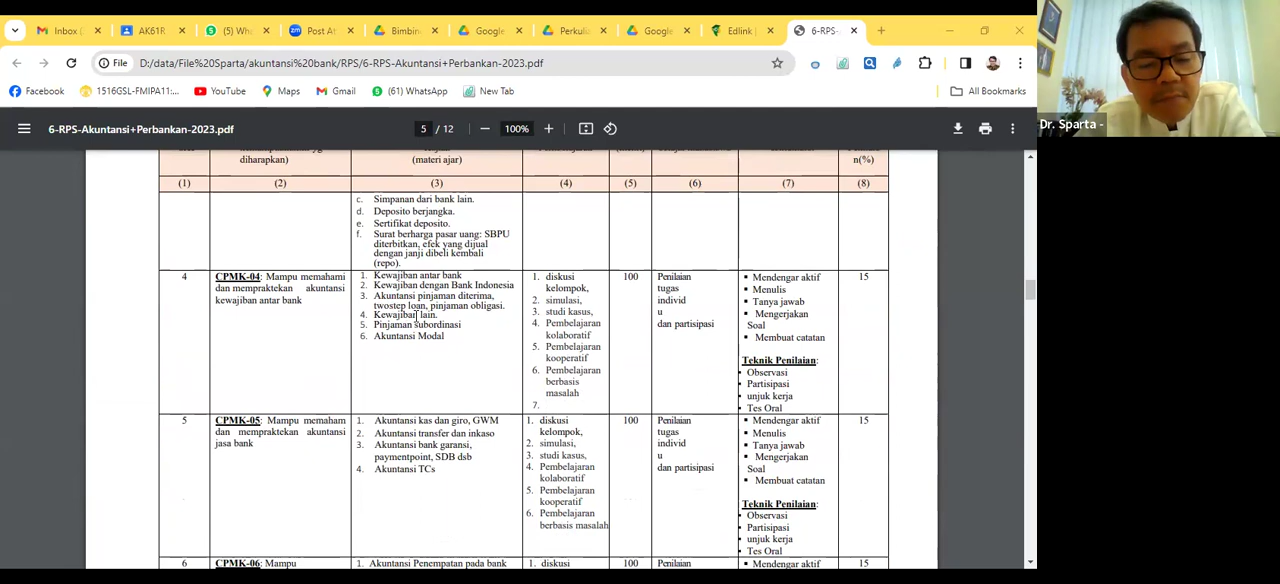 Inbox (
AK61R
(5) Wh
Post At
Bimbin
Google
Perkuli
Google
Edlink |
6-RPS-
File
D:/data/File%20Sparta/akuntansi%20bank/RPS/6-RPS-Akuntansi+Perbankan-2023.pdf
Facebook
1516GSL-FMIPA11:...
YouTube
Maps
Gmail
(61) WhatsApp
New Tab
All Bookmarks
6-RPS-Akuntansi+Perbankan-2023.pdf
5 / 12
100%
Dr. Sparta -
diharapkan)
(materi ajar)
n(%)
(1)
(2)
(3)
(4)
(5)
(6)
(7)
(8)
c. Simpanan dari bank lain.
d. Deposito berjangka.
e. Sertifikat deposito.
f. Surat berharga pasar uang: SBPU
diterbitkan, efek yang dijual
dengan janji dibeli kembali
(repo).
4
CPMK-04: Mampu memahami
dan mempraktekan akuntansi
kewajiban antar bank
1. Kewajiban antar bank
2. Kewajiban dengan Bank Indonesia
3. Akuntansi pinjaman diterima,
twostep loan, pinjaman obligasi.
4. Kewajiban lain.
5. Pinjaman subordinasi
6. Akuntansi Modal
1. diskusi
kelompok,
2. simulasi,
3. studi kasus,
4. Pembelajaran
kolaboratif
5. Pembelajaran
kooperatif
6. Pembelajaran
berbasis
masalah
7.
100
Penilaian
tugas
individ
u
dan partisipasi
▪ Mendengar aktif
▪ Menulis
▪ Tanya jawab
▪ Mengerjakan
Soal
▪ Membuat catatan
Teknik Penilaian:
• Observasi
• Partisipasi
• unjuk kerja
• Tes Oral
15
5
CPMK-05: Mampu memaham
dan mempraktekan akuntansi
jasa bank
1. Akuntansi kas dan giro, GWM
2. Akuntansi transfer dan inkaso
3. Akuntansi bank garansi,
paymentpoint, SDB dsb
4. Akuntansi TCs
1. diskusi
kelompok,
2. simulasi,
3. studi kasus,
4. Pembelajaran
kolaboratif
5. Pembelajaran
kooperatif
6. Pembelajaran
berbasis masalah
100
Penilaian
tugas
individ
u
dan partisipasi
▪ Mendengar aktif
▪ Menulis
▪ Tanya jawab
▪ Mengerjakan
Soal
▪ Membuat catatan
Teknik Penilaian:
• Observasi
• Partisipasi
• unjuk kerja
• Tes Oral
15
6
CPMK-06: Mampu
1. Akuntansi Penempatan pada bank
1. diskusi
100
Penilaian
▪ Mendengar aktif
15